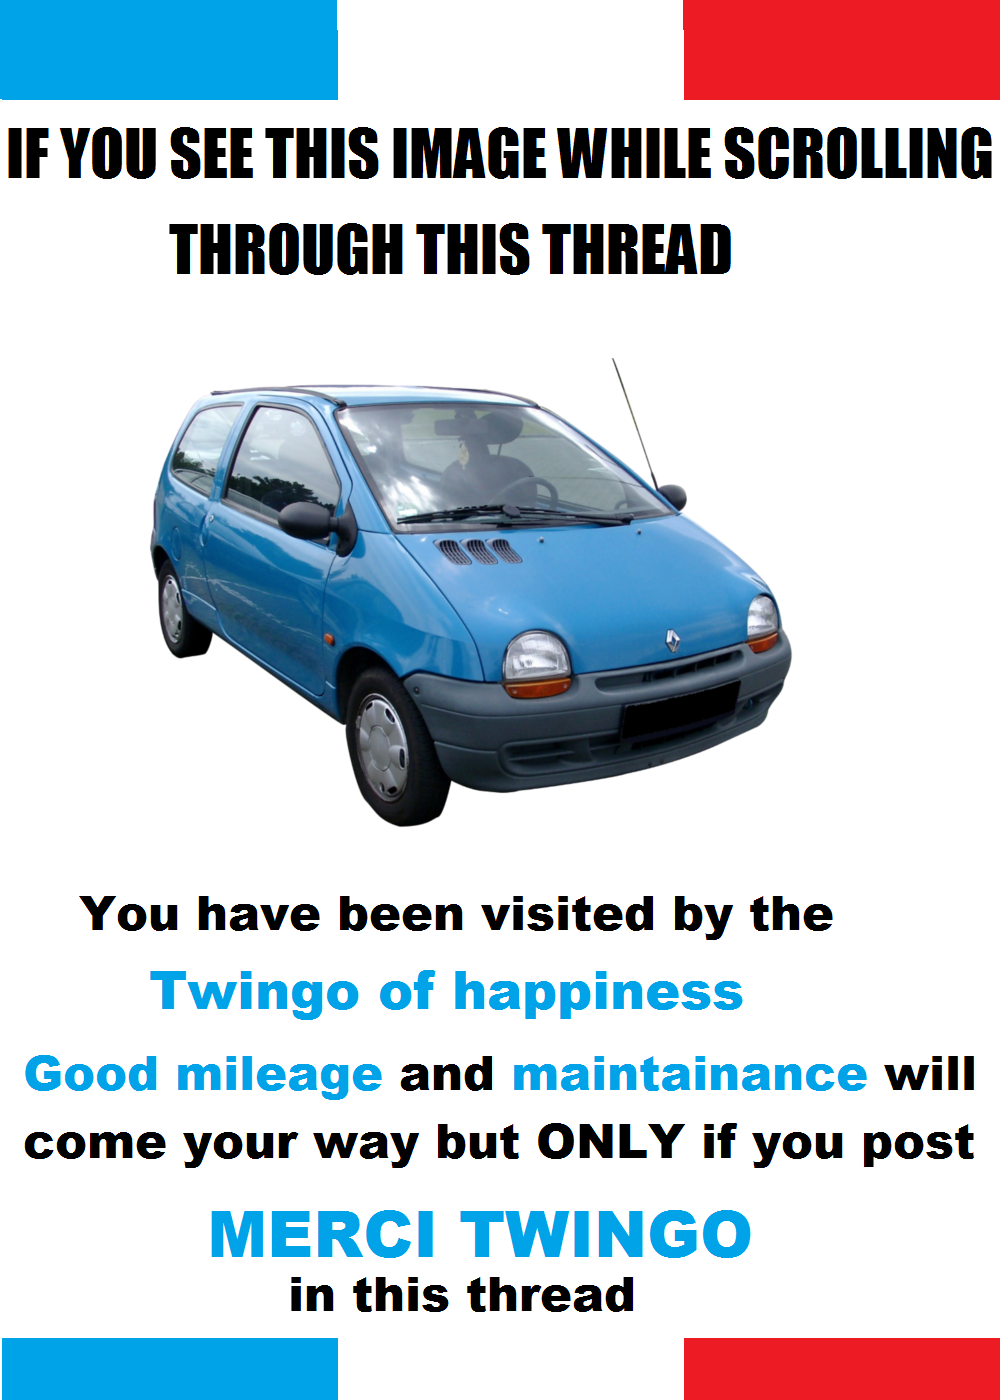 IF YOU SEE THIS IMAGE WHILE SCROLLING
THROUGH THIS THREAD
You have been visited by the
Twingo of happiness
Good mileage and maintainance will
come your way but ONLY if you post
MERCI TWINGO
in this thread